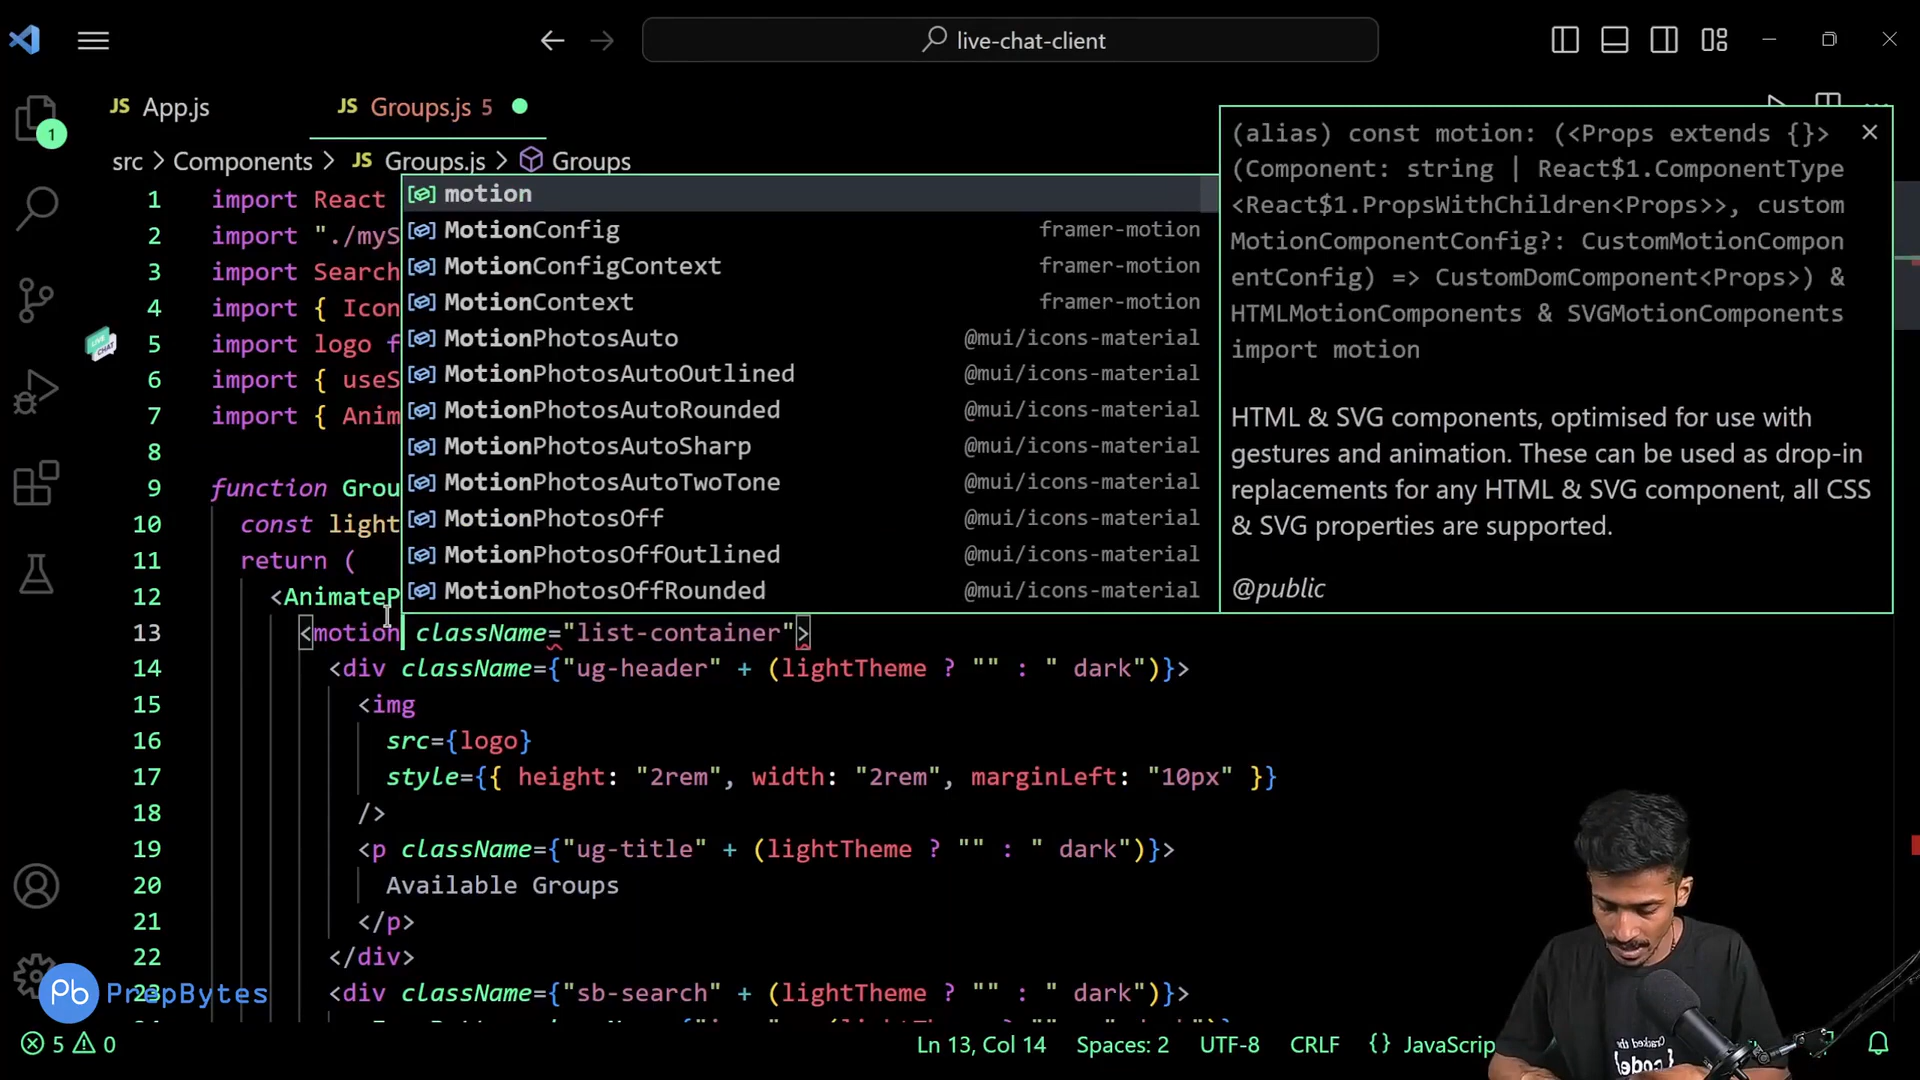 live-chat-client
JS App.js
JS Groups.js 5
src > Components > JS Groups.js > Groups
(alias) const motion: (<Props extends {}>
(Component: string | React$1.ComponentType
<React$1.PropsWithChildren<Props>>, custom
MotionComponentConfig?: CustomMotionCompon
entConfig) => CustomDomComponent<Props>) &
HTMLMotionComponents & SVGMotionComponents
import motion
HTML & SVG components, optimised for use with
gestures and animation. These can be used as drop-in
replacements for any HTML & SVG component, all CSS
& SVG properties are supported.
@public
motion
MotionConfig framer-motion
MotionConfigContext framer-motion
MotionContext framer-motion
MotionPhotosAuto @mui/icons-material
MotionPhotosAutoOutlined @mui/icons-material
MotionPhotosAutoRounded @mui/icons-material
MotionPhotosAutoSharp @mui/icons-material
MotionPhotosAutoTwoTone @mui/icons-material
MotionPhotosOff @mui/icons-material
MotionPhotosOffOutlined @mui/icons-material
MotionPhotosOffRounded @mui/icons-material
1 import React
2 import "./myS
3 import Search
4 import { Icon
5 import logo f
6 import { useS
7 import { Anim
8
9 function Grou
10 const light
11 return (
12 <AnimateP
13 <motion className="list-container">
14 <div className={"ug-header" + (lightTheme ? "" : " dark")}>
15 <img
16 src={logo}
17 style={{ height: "2rem", width: "2rem", marginLeft: "10px" }}
18 />
19 <p className={"ug-title" + (lightTheme ? "" : " dark")}>
20 Available Groups
21 </p>
22 </div>
23 <div className={"sb-search" + (lightTheme ? "" : " dark")}>
1
LIVE CHAT
Pb PrepBytes
5 0
Ln 13, Col 14 Spaces: 2 UTF-8 CRLF {} JavaScrip
Cracked the
{code}